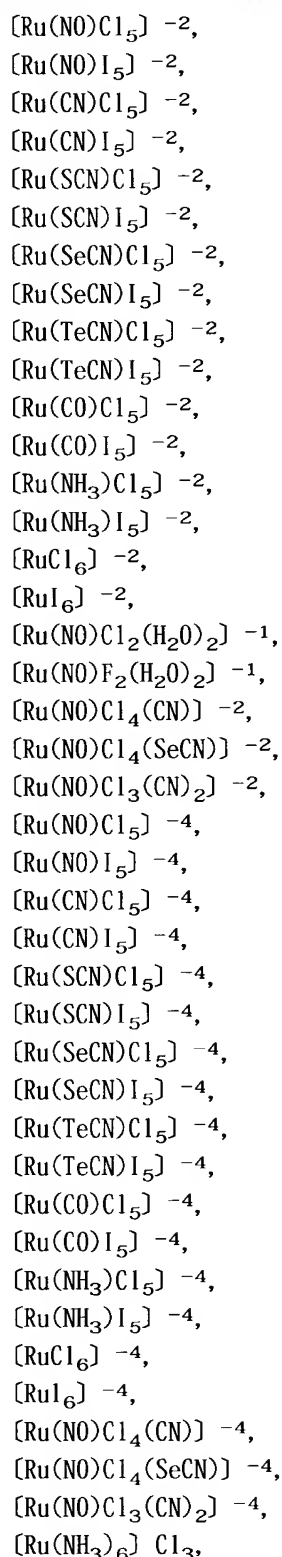 [Ru(NO)Cl5] -2,
[Ru(NO)I5] -2,
[Ru(CN)Cl5] -2,
[Ru(CN)I5] -2,
[Ru(SCN)Cl5] -2,
[Ru(SCN)I5] -2,
[Ru(SeCN)Cl5] -2,
[Ru(SeCN)I5] -2,
[Ru(TeCN)Cl5] -2,
[Ru(TeCN)I5] -2,
[Ru(CO)Cl5] -2,
[Ru(CO)I5] -2,
[Ru(NH3)Cl5] -2,
[Ru(NH3)I5] -2,
[RuCl6] -2,
[RuI6] -2,
[Ru(NO)Cl2(H2O)2] -1,
[Ru(NO)F2(H2O)2] -1,
[Ru(NO)Cl4(CN)] -2,
[Ru(NO)Cl4(SeCN)] -2,
[Ru(NO)Cl3(CN)2] -2,
[Ru(NO)Cl5] -4,
[Ru(NO)I5] -4,
[Ru(CN)Cl5] -4,
[Ru(CN)I5] -4,
[Ru(SCN)Cl5] -4,
[Ru(SCN)I5] -4,
[Ru(SeCN)Cl5] -4,
[Ru(SeCN)I5] -4,
[Ru(TeCN)Cl5] -4,
[Ru(TeCN)I5] -4,
[Ru(CO)Cl5] -4,
[Ru(CO)I5] -4,
[Ru(NH3)Cl5] -4,
[Ru(NH3)I5] -4,
[RuCl6] -4,
[Rul6] -4,
[Ru(NO)Cl4(CN)] -4,
[Ru(NO)Cl4(SeCN)] -4,
[Ru(NO)Cl3(CN)2] -4,
[Ru(NH3)6] Cl3,